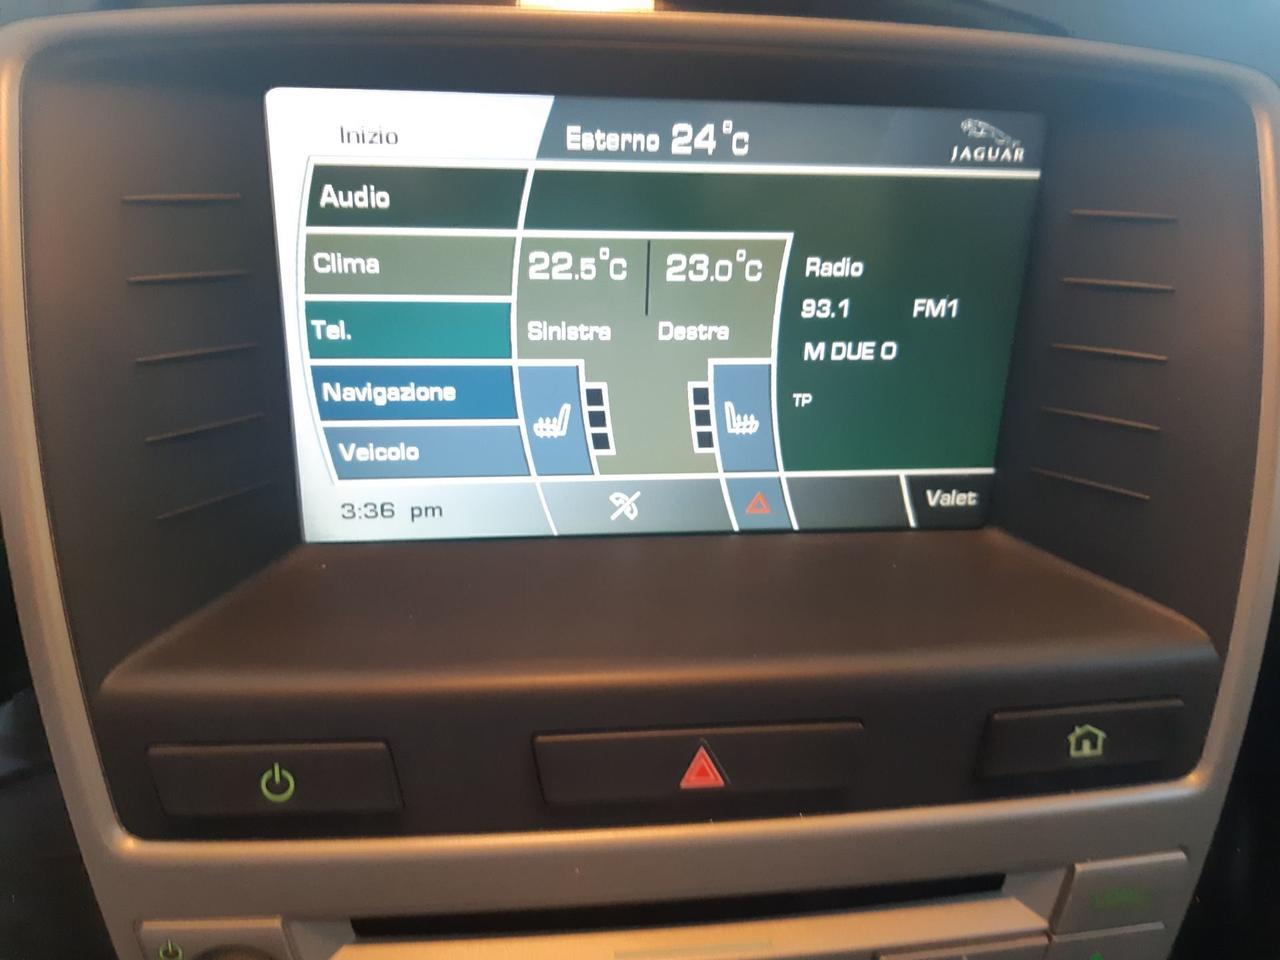 Inizio
Esterno 24°C
JAGUAR
Audio
Clima
22.5°C
23.0°C
Radio
93.1 FM1
Tel.
Sinistra
Destra
M DUE O
Navigazione
TP
Veicolo
3:36 pm
Valet